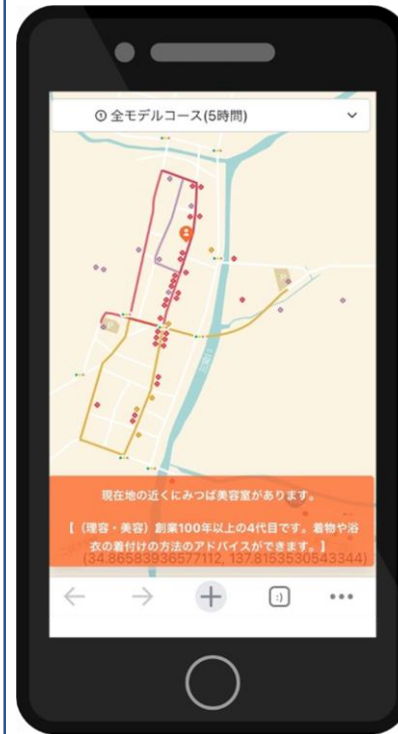 ① 全モデルコース(5時間)
現在地の近くにみつば美容室があります。
【（理容・美容）創業100年以上の4代目です。着物や浴
衣の着付けの方法のアドバイスができます。】
(34.86583936577112, 137.8153530543344)
:)